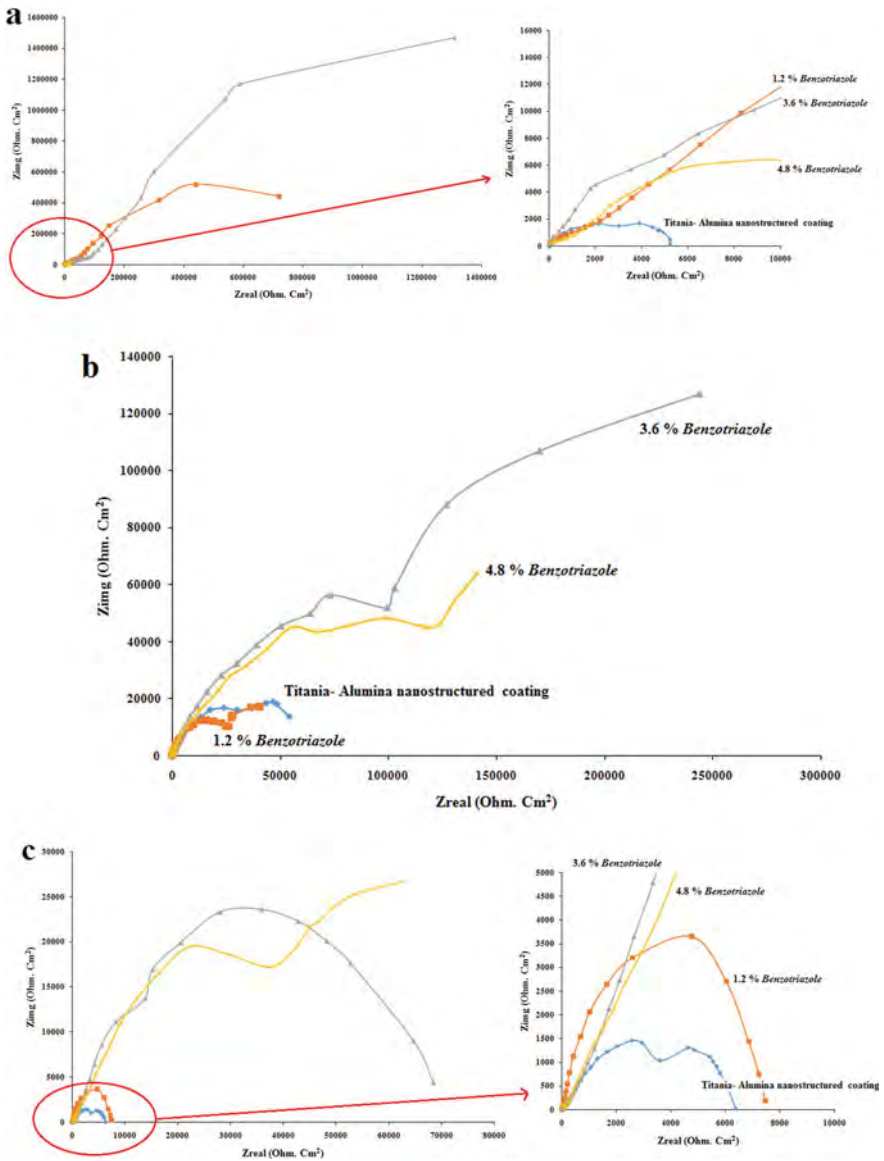 a
1600000
1400000
1200000
1000000
800000
600000
400000
200000
0
Zimg (Ohm. Cm²)
0 200000 400000 600000 800000 1000000 1200000 1400000
Zreal (Ohm. Cm²)
16000
14000
12000
10000
8000
6000
4000
2000
0
Zimg (Ohm. Cm²)
1.2 % Benzotriazole
3.6 % Benzotriazole
4.8 % Benzotriazole
Titania- Alumina nanostructured coating
0 2000 4000 6000 8000 10000
Zreal (Ohm. Cm²)
b
140000
120000
100000
80000
60000
40000
20000
0
Zimg (Ohm. Cm²)
3.6 % Benzotriazole
4.8 % Benzotriazole
Titania- Alumina nanostructured coating
1.2 % Benzotriazole
0 50000 100000 150000 200000 250000 300000
Zreal (Ohm. Cm²)
c
30000
25000
20000
15000
10000
5000
0
Zimg (Ohm. Cm²)
0 10000 20000 30000 40000 50000 60000 70000 80000
Zreal (Ohm. Cm²)
5000
4500
4000
3500
3000
2500
2000
1500
1000
500
0
Zimg (Ohm. Cm²)
3.6 % Benzotriazole
4.8 % Benzotriazole
1.2 % Benzotriazole
Titania- Alumina nanostructured coating
0 2000 4000 6000 8000 10000
Zreal (Ohm. Cm²)